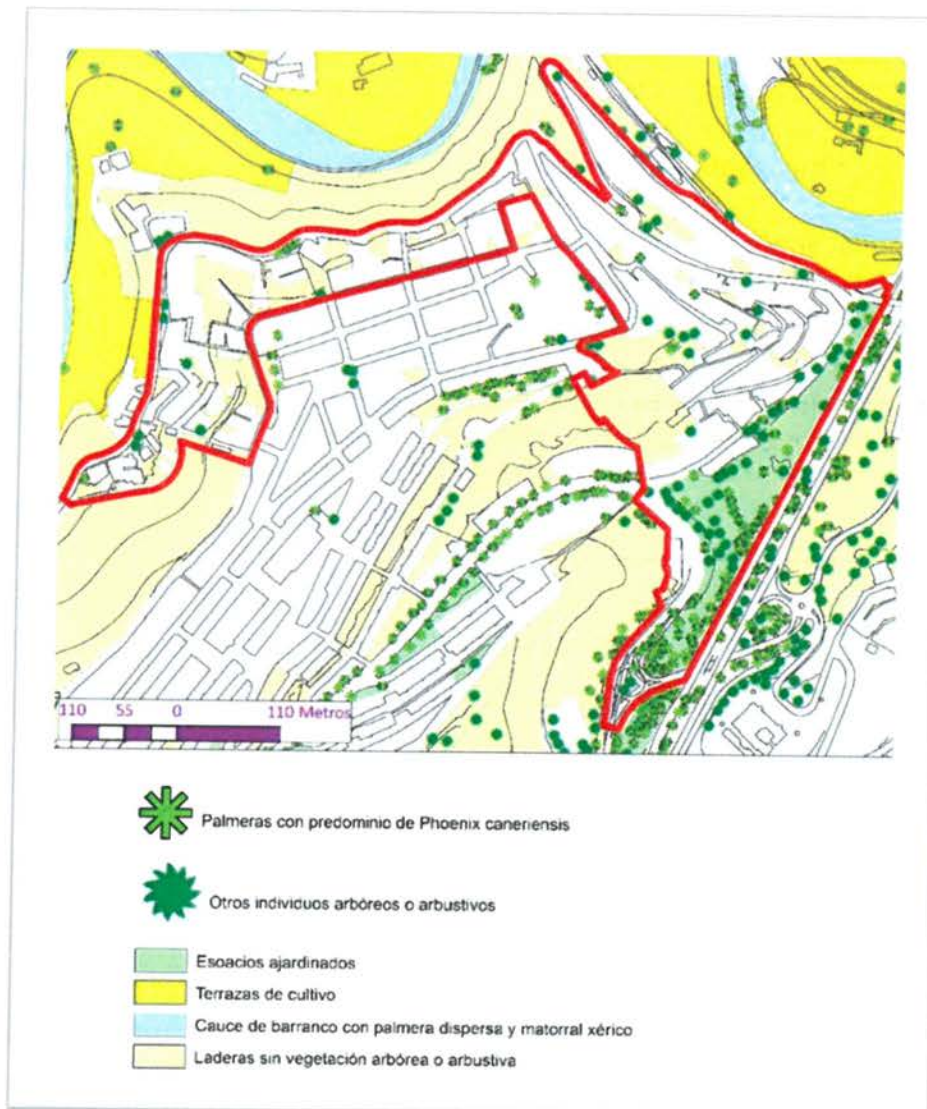 110 55 0 110 Metros
Palmeras con predominio de Phoenix caneriensis
Otros individuos arbóreos o arbustivos
Esoacios ajardinados
Terrazas de cultivo
Cauce de barranco con palmera dispersa y matorral xérico
Laderas sin vegetación arbórea o arbustiva